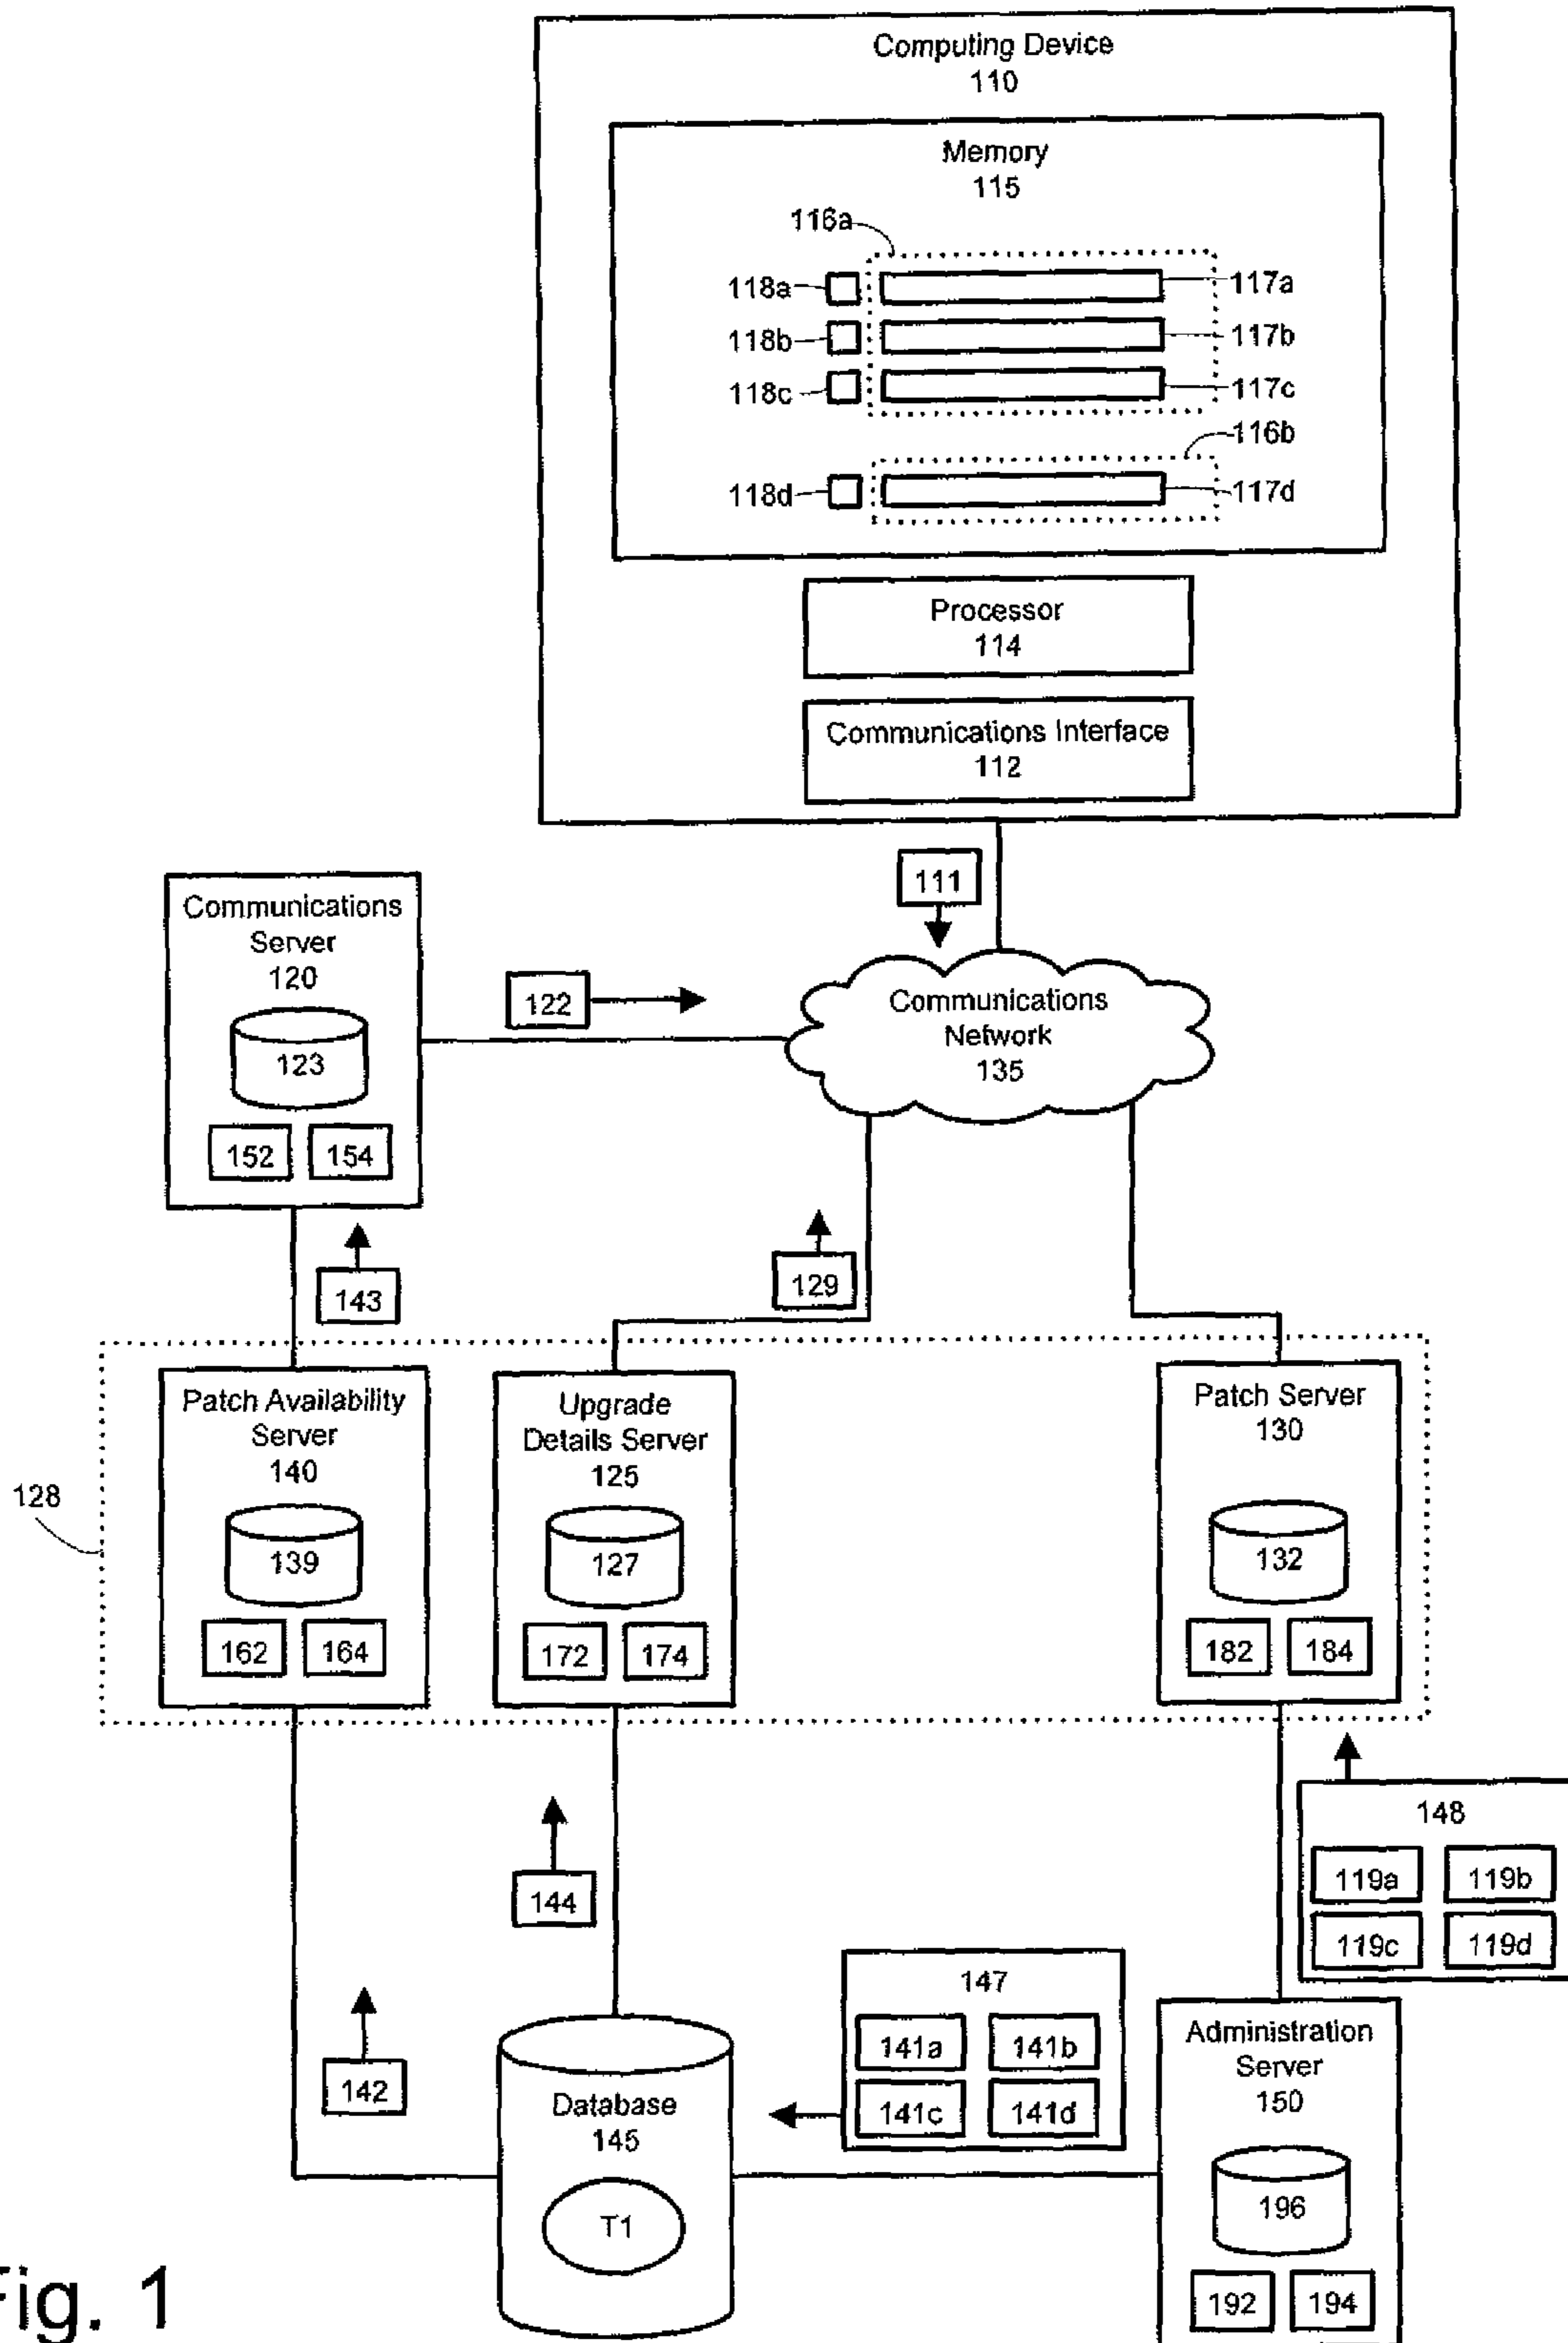 Computing Device
110
Memory
115
116a
118a
117a
118b
117b
118c
117c
116b
118d
117d
Processor
114
Communications Interface
112
111
Communications
Server
120
123
152 154
122
Communications
Network
135
143
129
128
Patch Availability
Server
140
139
162 164
Upgrade
Details Server
125
127
172 174
Patch Server
130
132
182 184
148
119a 119b
119c 119d
144
142
147
141a 141b
141c 141d
Database
145
T1
Administration
Server
150
196
192 194
Fig. 1